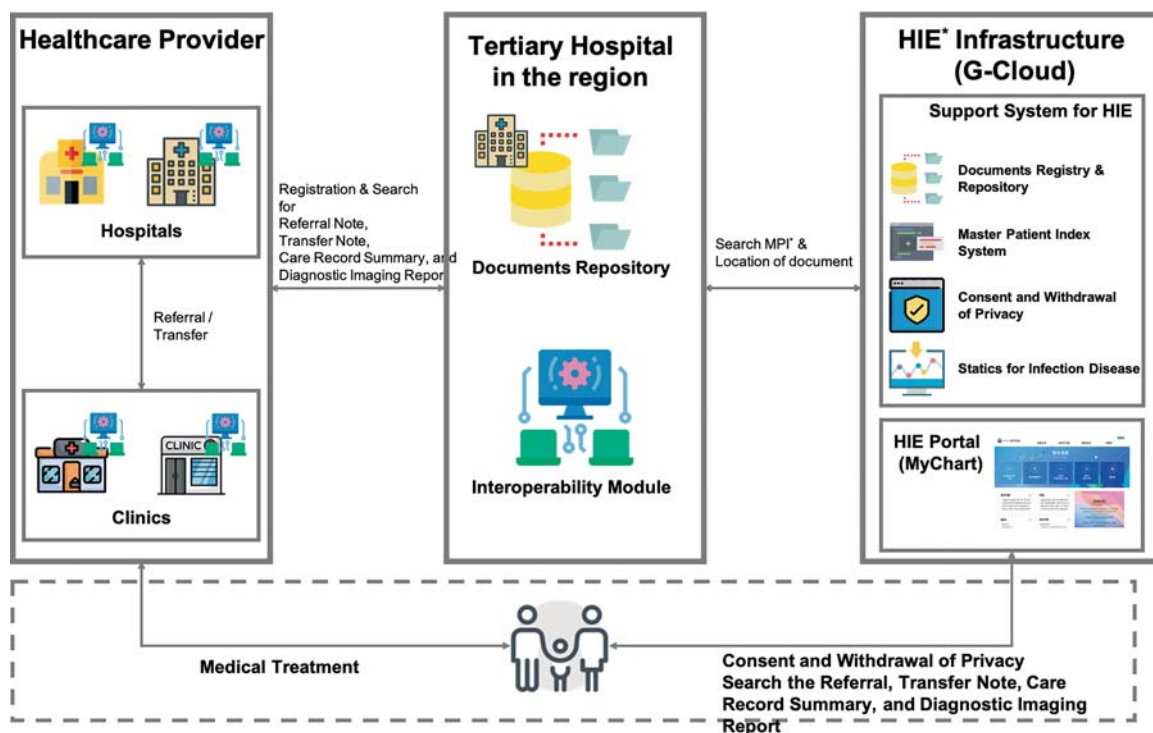 Healthcare Provider
Hospitals
Referral /
Transfer
CLINIC
Clinics
Registration & Search
for
Referral Note,
Transfer Note,
Care Record Summary, and
Diagnostic Imaging Report
Tertiary Hospital
in the region
Documents Repository
Interoperability Module
Search MPI* &
Location of document
HIE* Infrastructure
(G-Cloud)
Support System for HIE
Documents Registry &
Repository
Master Patient Index
System
Consent and Withdrawal
of Privacy
Statics for Infection Disease
HIE Portal
(MyChart)
Medical Treatment
Consent and Withdrawal of Privacy
Search the Referral, Transfer Note, Care
Record Summary, and Diagnostic Imaging
Report